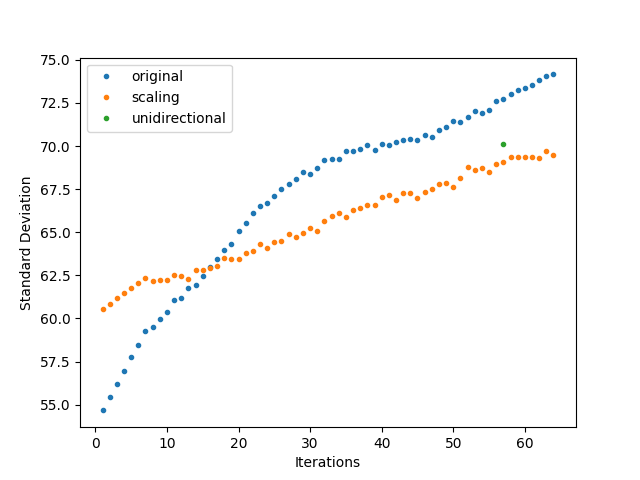 original
scaling
unidirectional
75.0
72.5
70.0
67.5
65.0
62.5
60.0
57.5
55.0
Standard Deviation
0 10 20 30 40 50 60
Iterations